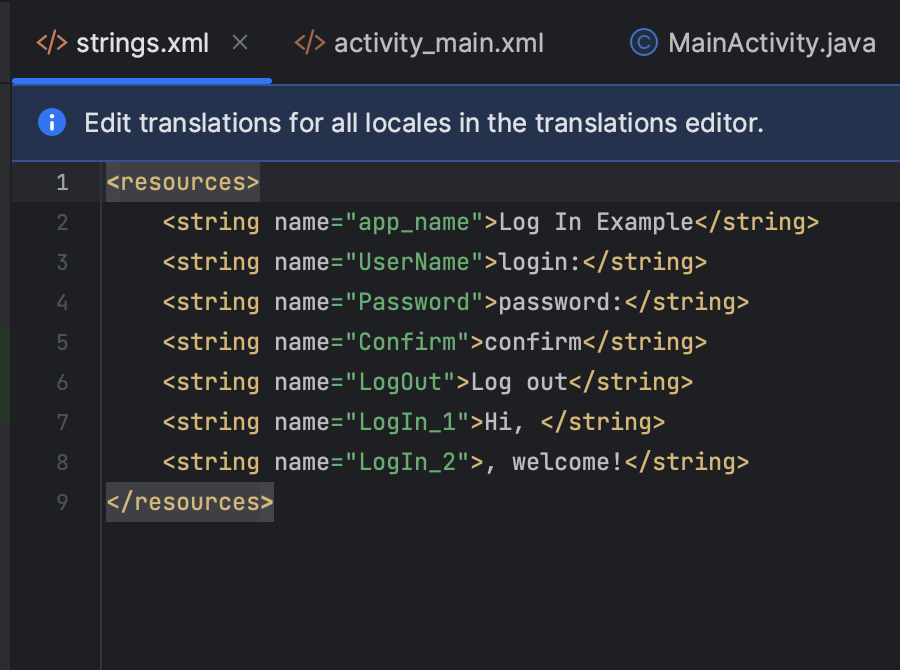 </> strings.xml × </> activity_main.xml © MainActivity.java
i Edit translations for all locales in the translations editor.
1 <resources>
2     <string name="app_name">Log In Example</string>
3     <string name="UserName">login:</string>
4     <string name="Password">password:</string>
5     <string name="Confirm">confirm</string>
6     <string name="LogOut">Log out</string>
7     <string name="LogIn_1">Hi, </string>
8     <string name="LogIn_2">, welcome!</string>
9 </resources>